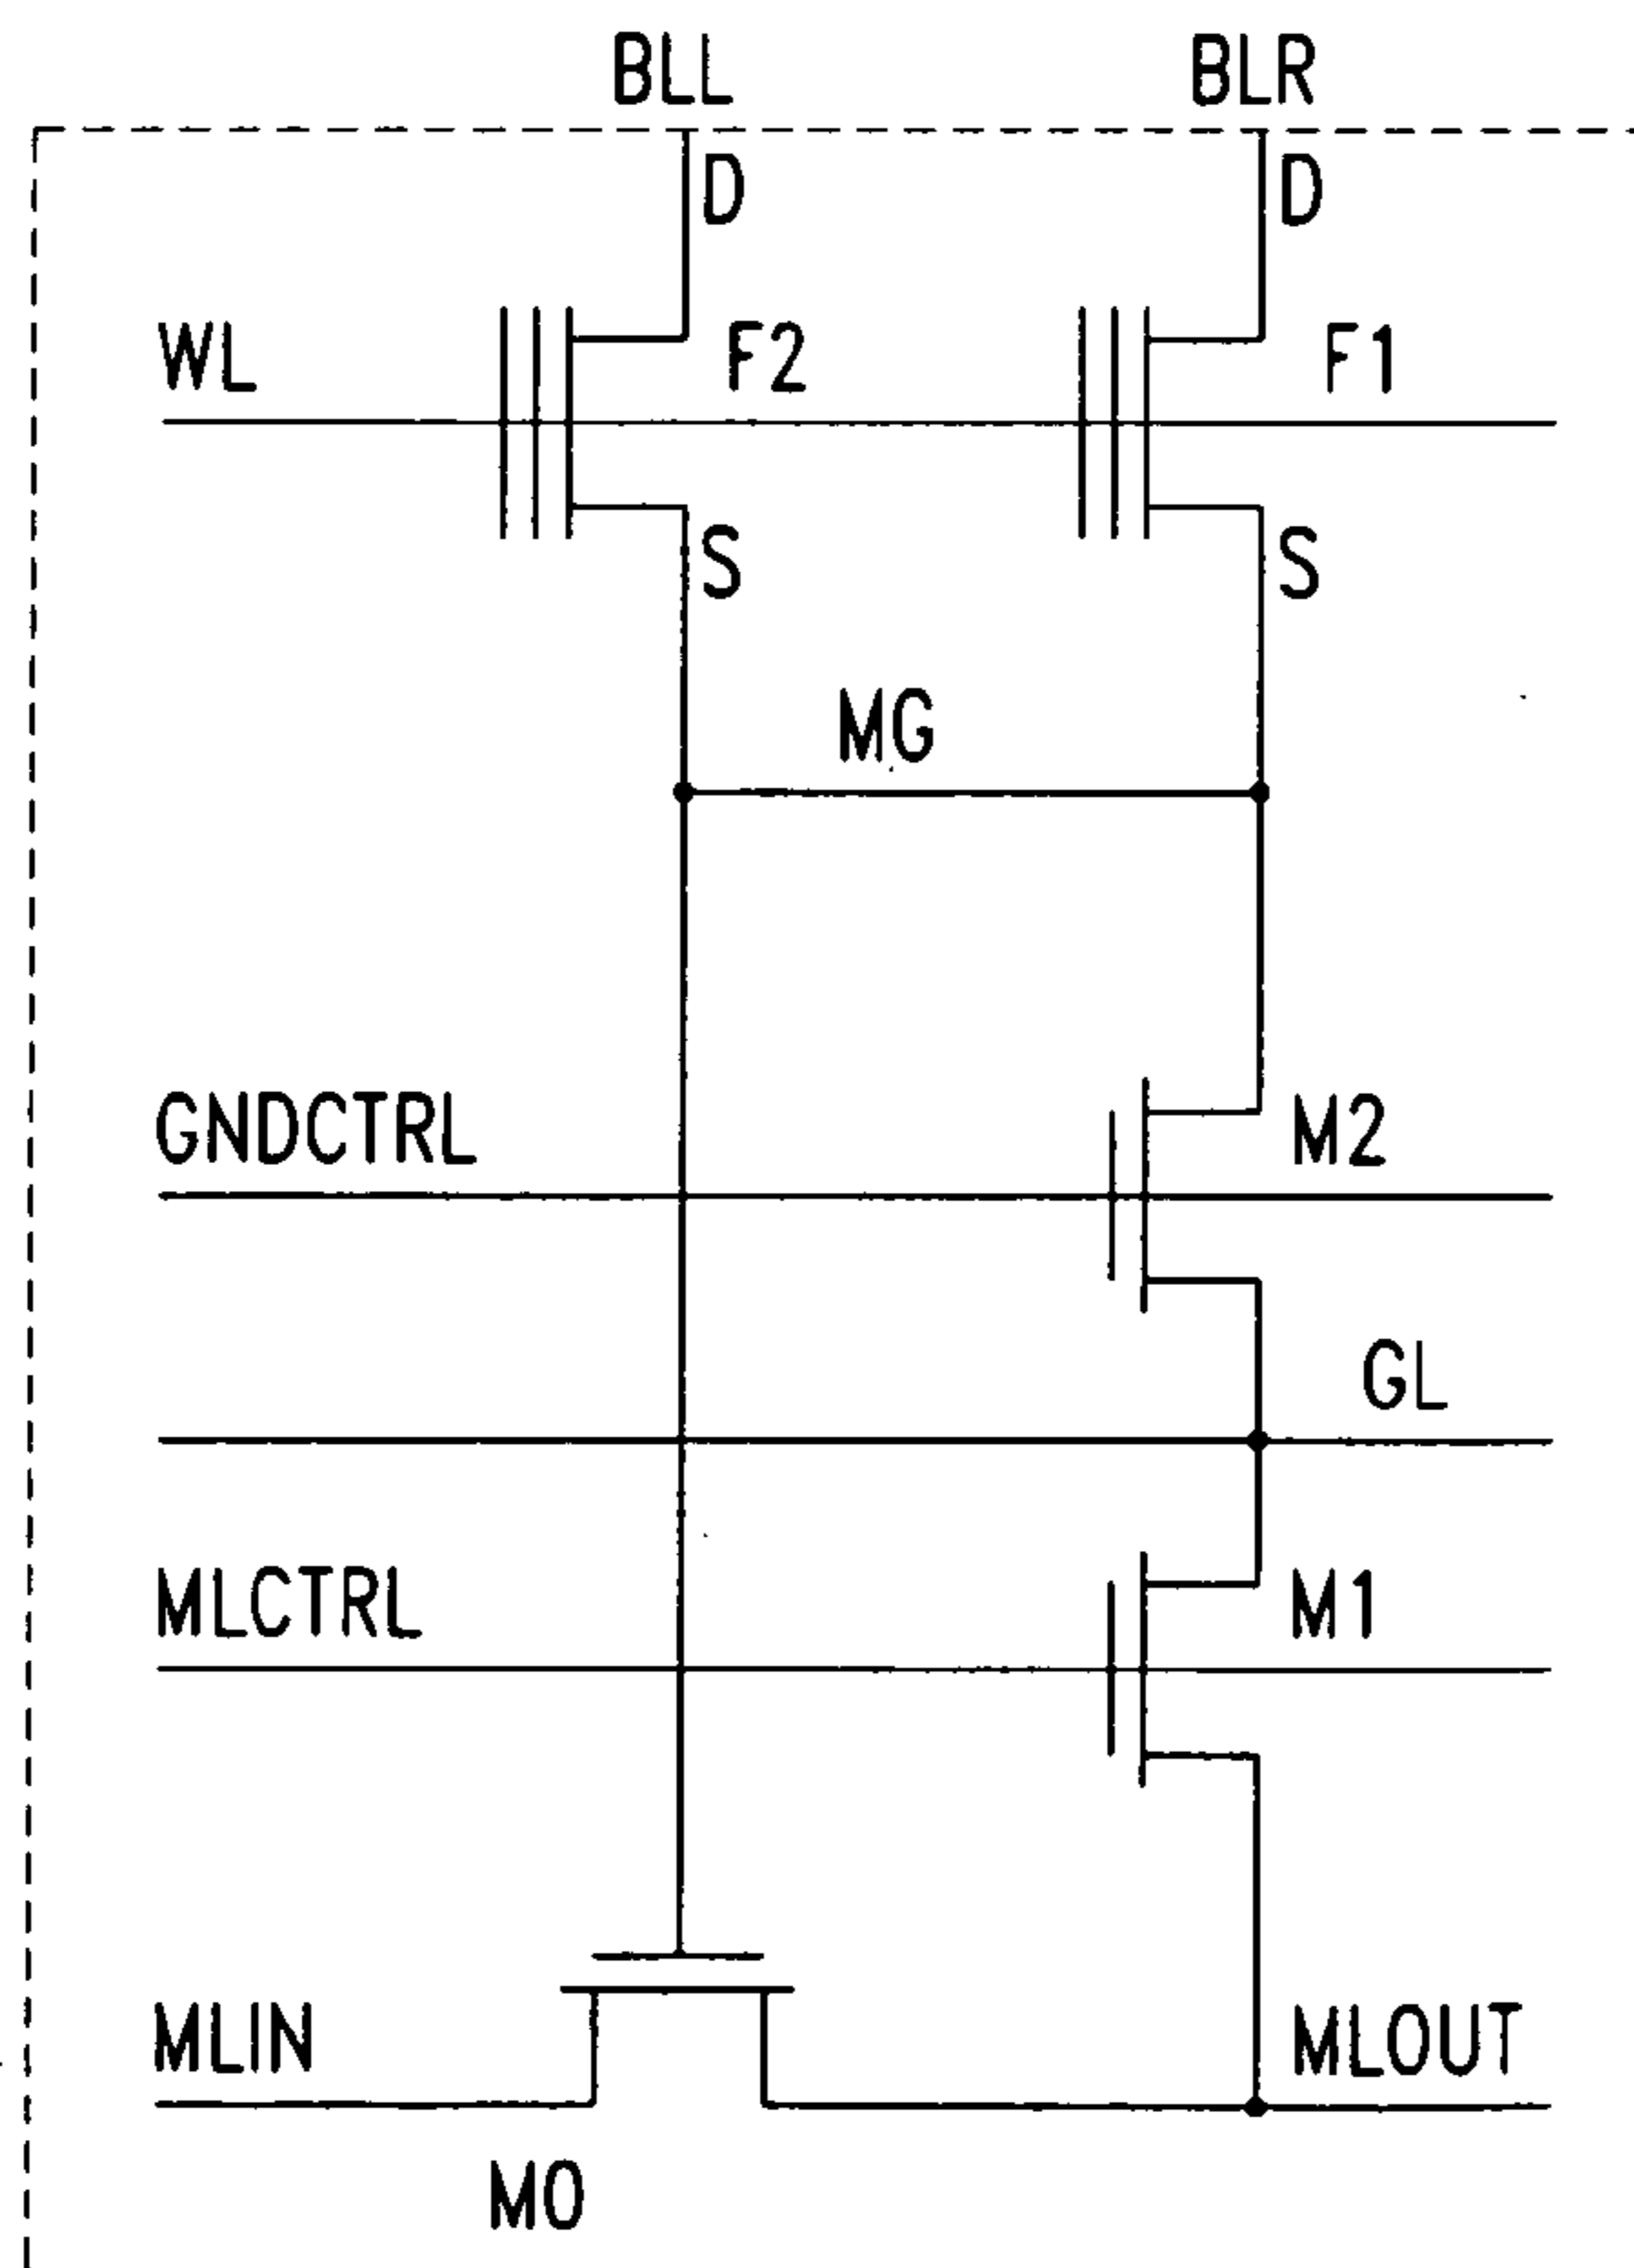 BLL BLR
D D
WL F2 F1
S S
MG
GNDCTRL M2
GL
MLCTRL M1
MLIN MLOUT
M0